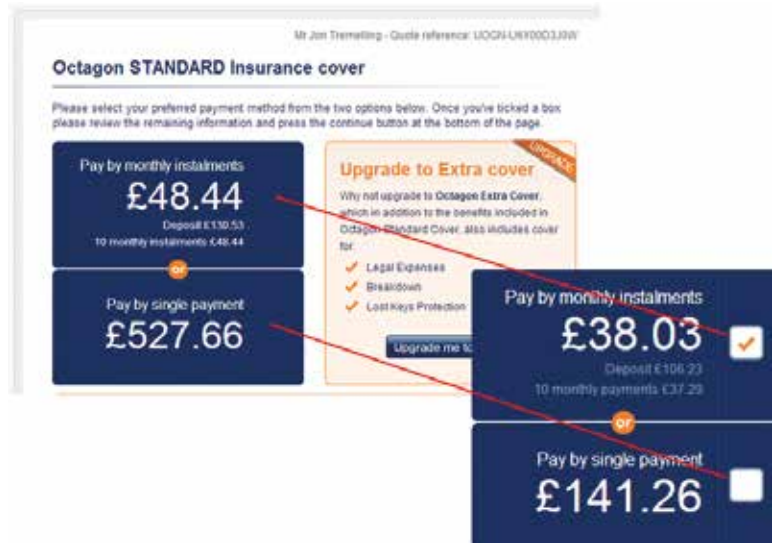 Mr Jon Tremelling - Quote reference:
Octagon STANDARD Insurance cover
Please select your preferred payment method from the two options below. Once you've ticked a box
please review the remaining information and press the continue button at the bottom of the page.
Pay by monthly instalments
£48.44
Deposit £130.53
10 monthly instalments £48.44
or
Pay by single payment
£527.66
UPGRADE
Upgrade to Extra cover
Why not upgrade to Octagon Extra Cover,
which in addition to the benefits included in
Octagon Standard Cover, also includes cover
for:
Legal Expenses
Breakdown
Lost Keys Protection
Upgrade me to
Pay by monthly instalments
£38.03
Deposit £106.23
10 monthly payments £37.29
or
Pay by single payment
£141.26